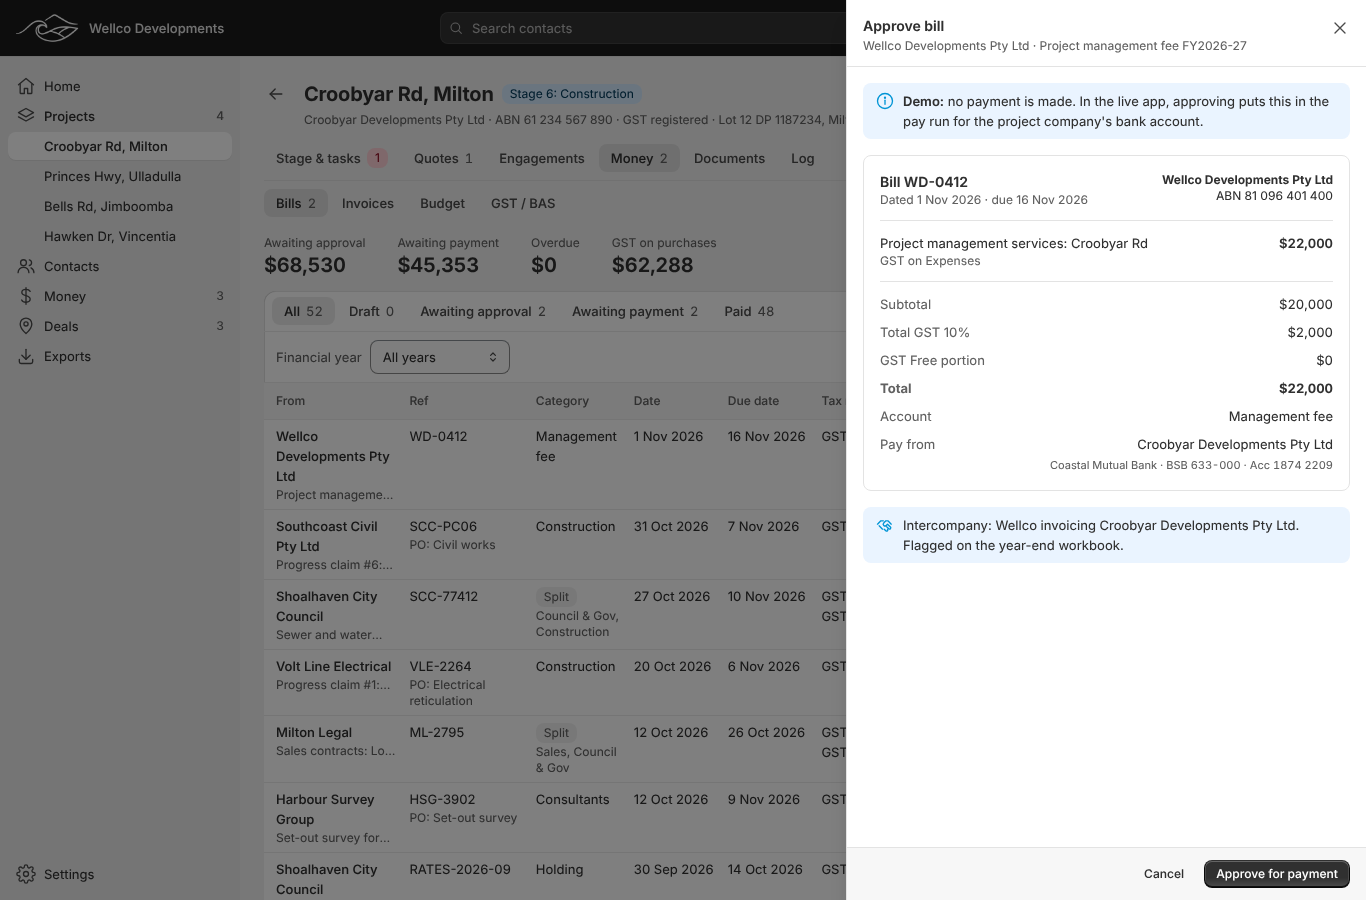 Wellco Developments
Search contacts
Home
Projects 4
Croobyar Rd, Milton
Princes Hwy, Ulladulla
Bells Rd, Jimboomba
Hawken Dr, Vincentia
Contacts
Money 3
Deals 3
Exports
Settings
Croobyar Rd, Milton Stage 6: Construction
Croobyar Developments Pty Ltd · ABN 61 234 567 890 · GST registered · Lot 12 DP 1187234, Mil
Stage & tasks 1 Quotes 1 Engagements Money 2 Documents Log
Bills 2 Invoices Budget GST / BAS
Awaiting approval Awaiting payment Overdue GST on purchases
$68,530 $45,353 $0 $62,288
All 52 Draft 0 Awaiting approval 2 Awaiting payment 2 Paid 48
Financial year All years
From Ref Category Date Due date Tax
Wellco Developments Pty Ltd WD-0412 Management fee 1 Nov 2026 16 Nov 2026 GST
Project manageme...
Southcoast Civil Pty Ltd SCC-PC06 Construction 31 Oct 2026 7 Nov 2026 GST
PO: Civil works
Progress claim #6:...
Shoalhaven City Council SCC-77412 Split 27 Oct 2026 10 Nov 2026 GST
Council & Gov, Construction GST
Sewer and water...
Volt Line Electrical VLE-2264 Construction 20 Oct 2026 6 Nov 2026 GST
Progress claim #1:... PO: Electrical reticulation
Milton Legal ML-2795 Split 12 Oct 2026 26 Oct 2026 GST
Sales contracts: Lo... Sales, Council & Gov GST
Harbour Survey Group HSG-3902 Consultants 12 Oct 2026 9 Nov 2026 GST
PO: Set-out survey
Set-out survey for...
Shoalhaven City Council RATES-2026-09 Holding 30 Sep 2026 14 Oct 2026 GST
Approve bill
Wellco Developments Pty Ltd · Project management fee FY2026-27
Demo: no payment is made. In the live app, approving puts this in the
pay run for the project company's bank account.
Bill WD-0412 Wellco Developments Pty Ltd
Dated 1 Nov 2026 · due 16 Nov 2026 ABN 81 096 401 400
Project management services: Croobyar Rd $22,000
GST on Expenses
Subtotal $20,000
Total GST 10% $2,000
GST Free portion $0
Total $22,000
Account Management fee
Pay from Croobyar Developments Pty Ltd
Coastal Mutual Bank · BSB 633-000 · Acc 1874 2209
Intercompany: Wellco invoicing Croobyar Developments Pty Ltd.
Flagged on the year-end workbook.
Cancel Approve for payment